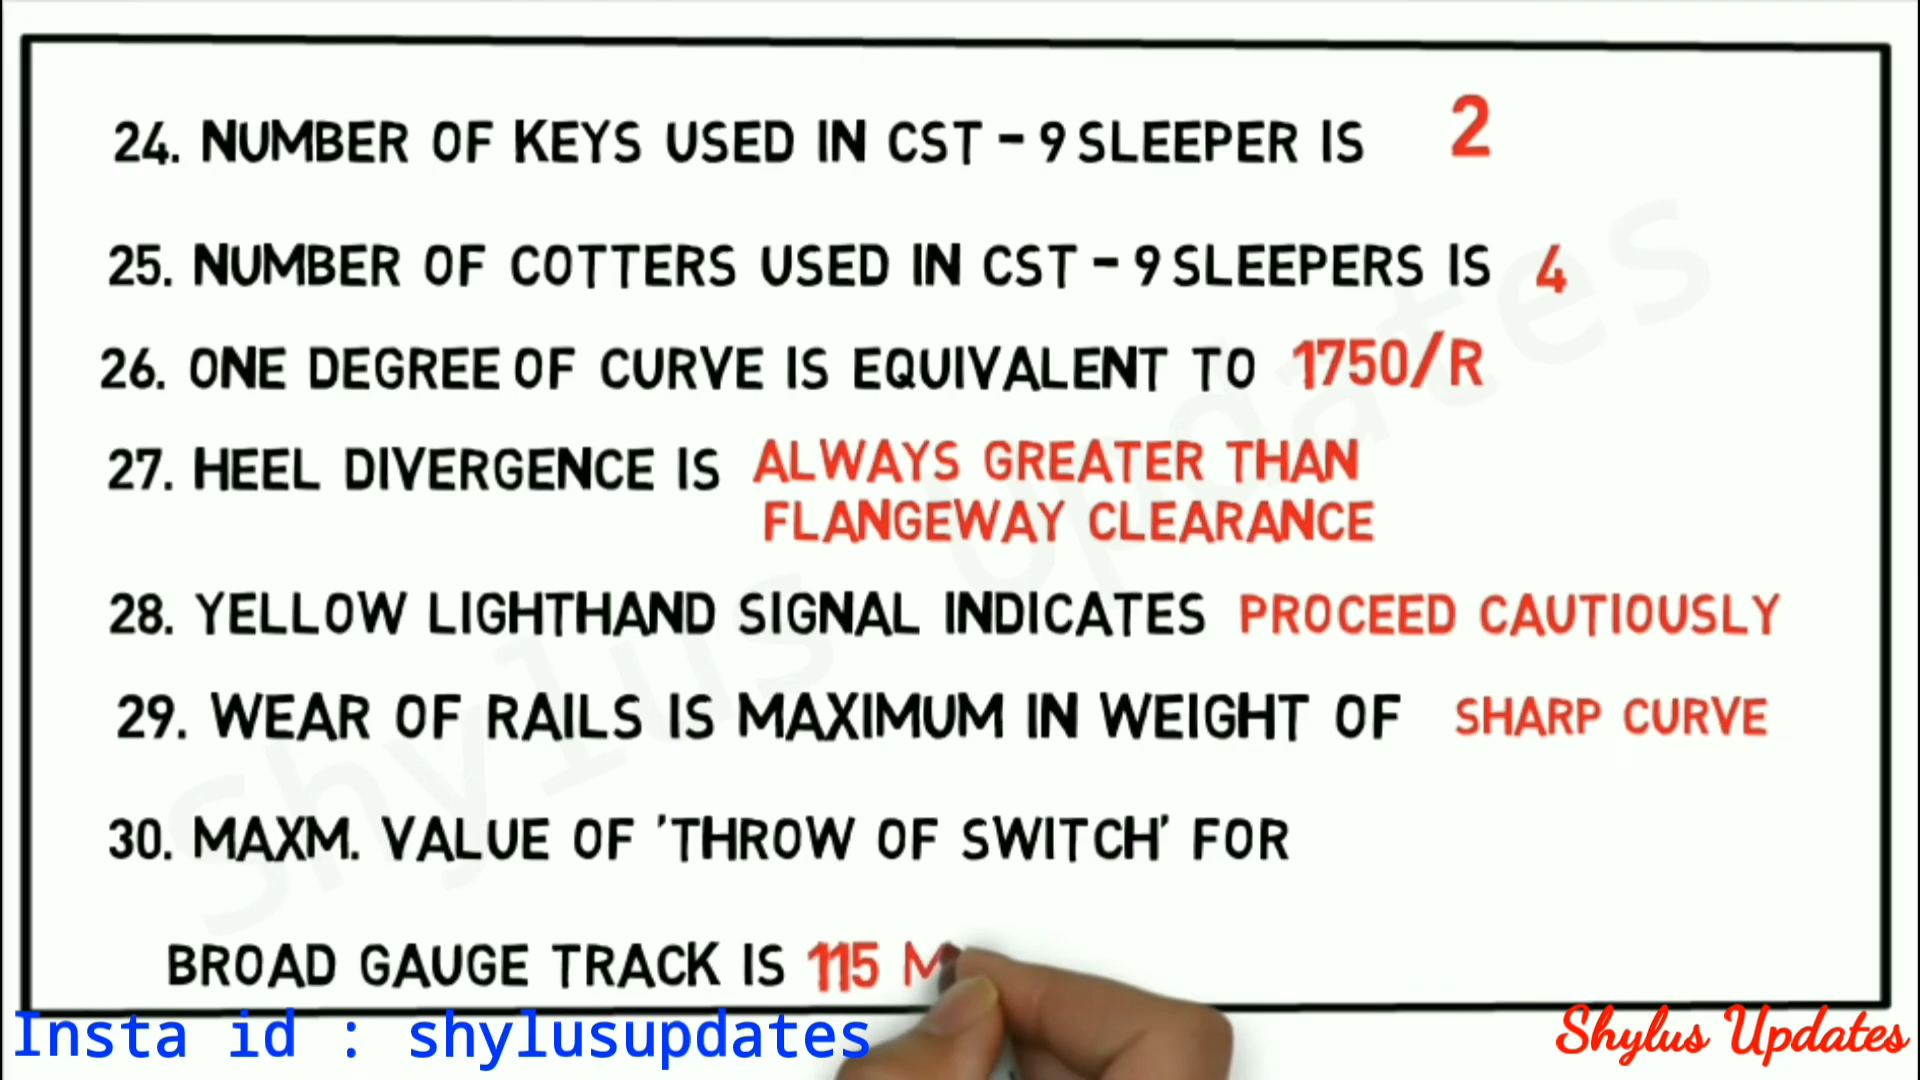 24. NUMBER OF KEYS USED IN CST - 9 SLEEPER IS 2
25. NUMBER OF COTTERS USED IN CST - 9 SLEEPERS IS 4
26. ONE DEGREE OF CURVE IS EQUIVALENT TO 1750/R
27. HEEL DIVERGENCE IS ALWAYS GREATER THAN
FLANGEWAY CLEARANCE
28. YELLOW LIGHTHAND SIGNAL INDICATES PROCEED CAUTIOUSLY
29. WEAR OF RAILS IS MAXIMUM IN WEIGHT OF SHARP CURVE
30. MAXM. VALUE OF 'THROW OF SWITCH' FOR
BROAD GAUGE TRACK IS 115 M
Insta id : shylusupdates
Shylus Updates
Shylus Updates